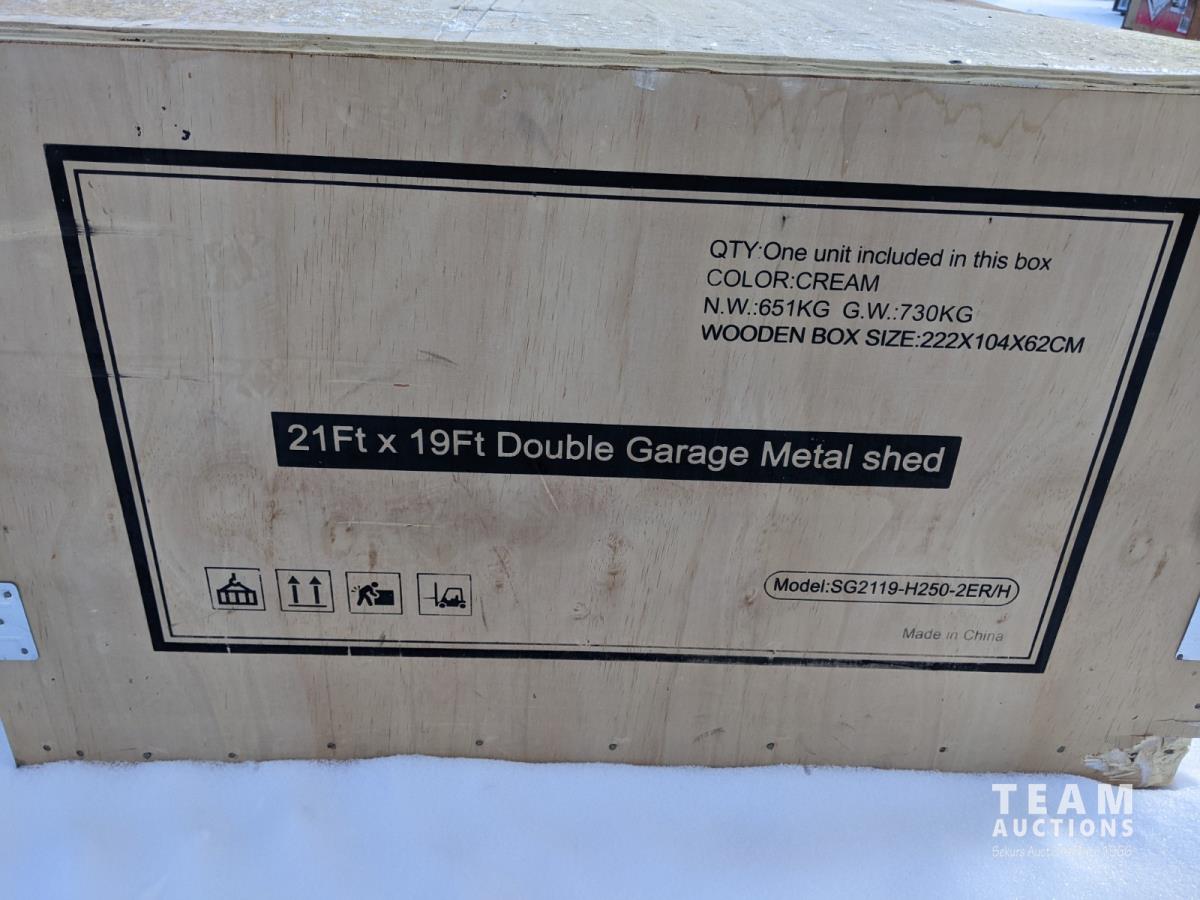 QTY:One unit included in this box
COLOR:CREAM
N.W.:651KG G.W.:730KG
WOODEN BOX SIZE:222X104X62CM
21Ft x 19Ft Double Garage Metal shed
Model:SG2119-H250-2ER/H
Made in China
TEAM
AUCTIONS